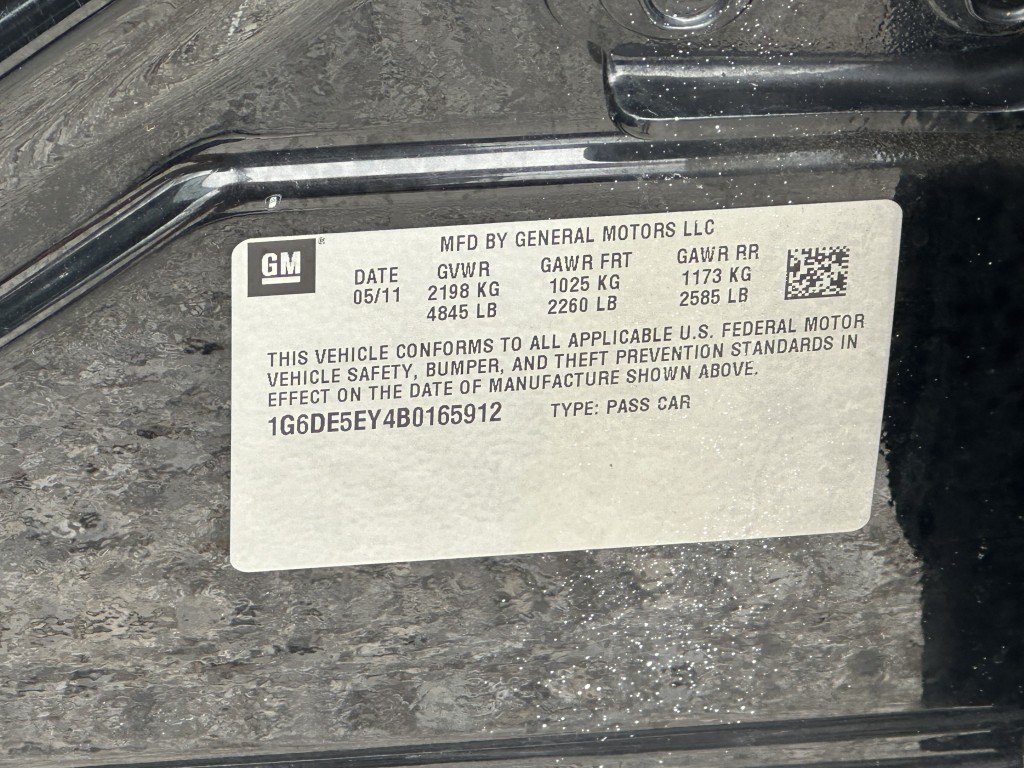 GM
MFD BY GENERAL MOTORS LLC
DATE GVWR GAWR FRT GAWR RR
05/11 2198 KG 1025 KG 1173 KG
4845 LB 2260 LB 2585 LB
THIS VEHICLE CONFORMS TO ALL APPLICABLE U.S. FEDERAL MOTOR
VEHICLE SAFETY, BUMPER, AND THEFT PREVENTION STANDARDS IN
EFFECT ON THE DATE OF MANUFACTURE SHOWN ABOVE.
1G6DE5EY4B0165912 TYPE: PASS CAR